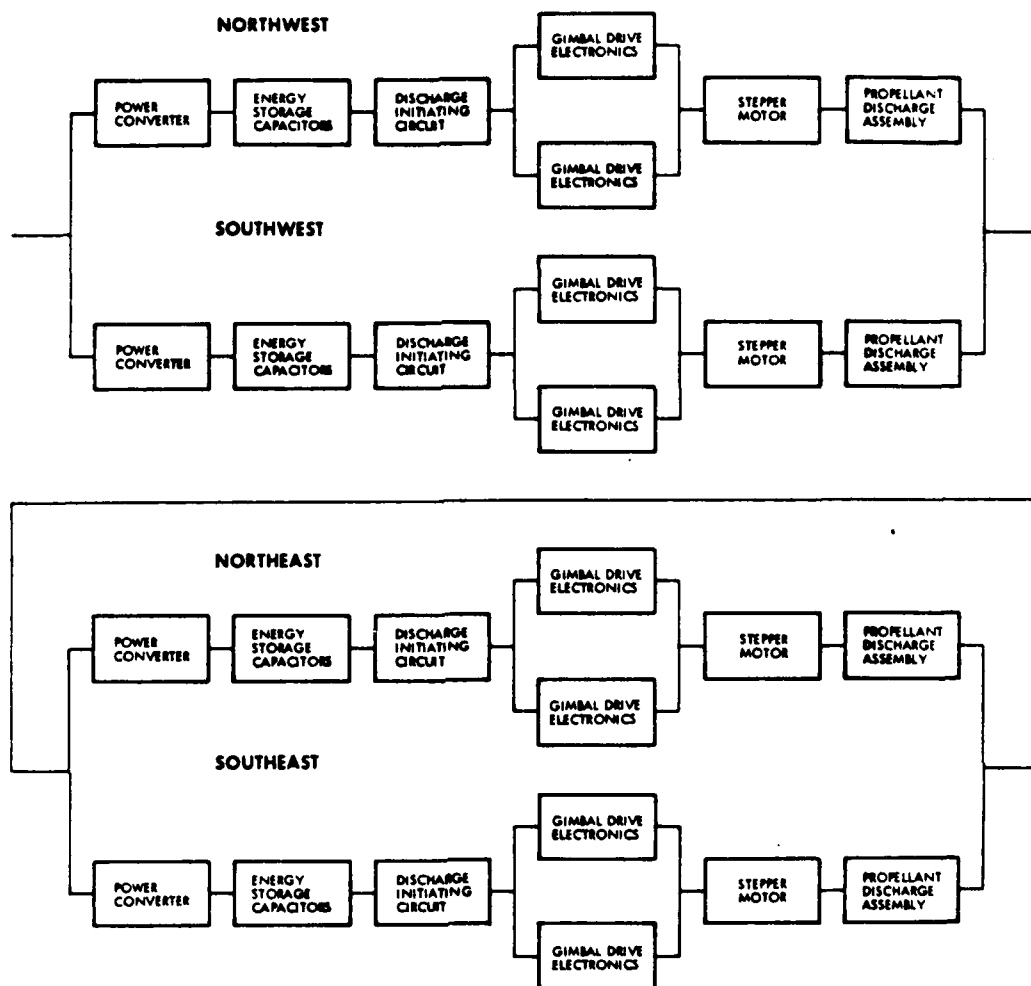 NORTHWEST
POWER
CONVERTER
ENERGY
STORAGE
CAPACITORS
DISCHARGE
INITIATING
CIRCUIT
GIMBAL DRIVE
ELECTRONICS
GIMBAL DRIVE
ELECTRONICS
STEPPER
MOTOR
PROPELLANT
DISCHARGE
ASSEMBLY
SOUTHWEST
POWER
CONVERTER
ENERGY
STORAGE
CAPACITORS
DISCHARGE
INITIATING
CIRCUIT
GIMBAL DRIVE
ELECTRONICS
GIMBAL DRIVE
ELECTRONICS
STEPPER
MOTOR
PROPELLANT
DISCHARGE
ASSEMBLY
NORTHEAST
POWER
CONVERTER
ENERGY
STORAGE
CAPACITORS
DISCHARGE
INITIATING
CIRCUIT
GIMBAL DRIVE
ELECTRONICS
GIMBAL DRIVE
ELECTRONICS
STEPPER
MOTOR
PROPELLANT
DISCHARGE
ASSEMBLY
SOUTHEAST
POWER
CONVERTER
ENERGY
STORAGE
CAPACITORS
DISCHARGE
INITIATING
CIRCUIT
GIMBAL DRIVE
ELECTRONICS
GIMBAL DRIVE
ELECTRONICS
STEPPER
MOTOR
PROPELLANT
DISCHARGE
ASSEMBLY